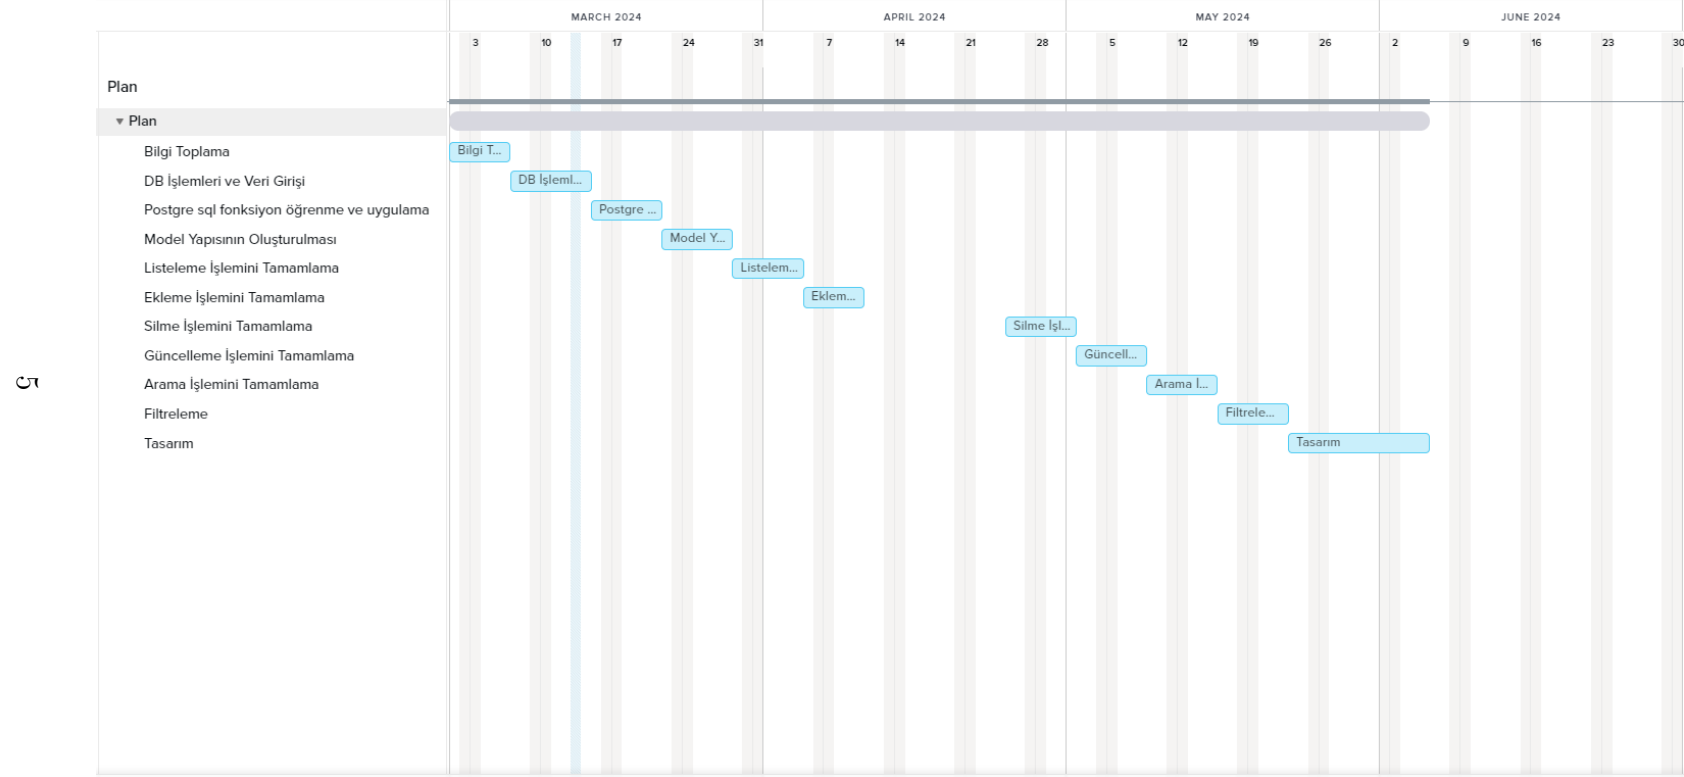 MARCH 2024 APRIL 2024 MAY 2024 JUNE 2024
3 10 17 24 31 7 14 21 28 5 12 19 26 2 9 16 23 30
Plan
Plan
Bilgi Toplama Bilgi T...
DB İşlemleri ve Veri Girişi DB İşleml...
Postgre sql fonksiyon öğrenme ve uygulama Postgre ...
Model Yapısının Oluşturulması Model Y...
Listeleme İşlemini Tamamlama Listelem...
Ekleme İşlemini Tamamlama Eklem...
Silme İşlemini Tamamlama Silme İşl...
Güncelleme İşlemini Tamamlama Güncell...
5
Arama İşlemini Tamamlama Arama İ...
Filtreleme Filtrele...
Tasarım Tasarım